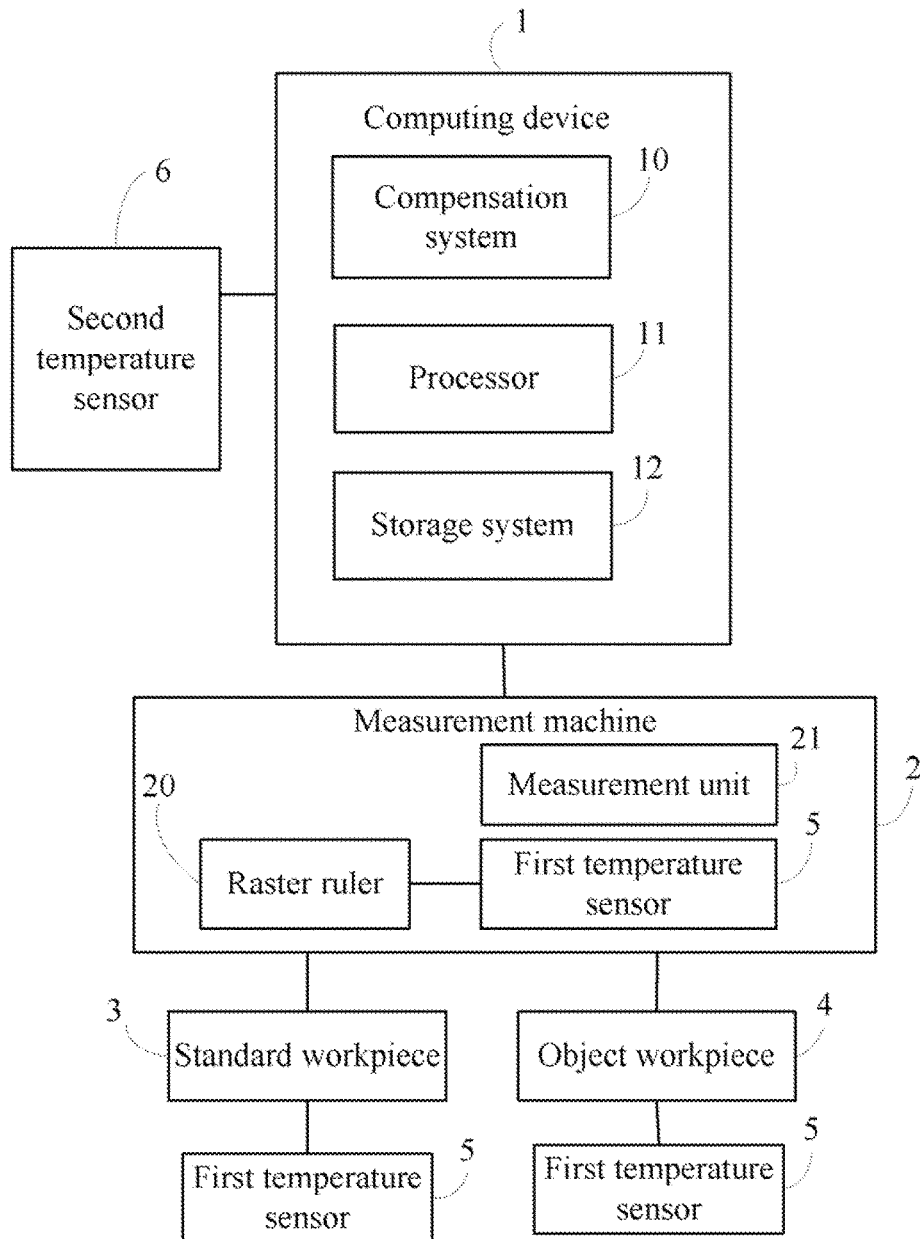 1
Computing device
6
10
Compensation
system
Second
temperature
sensor
11
Processor
12
Storage system
Measurement machine
21
2
Measurement unit
20
5
Raster ruler
First temperature
sensor
3
4
Standard workpiece
Object workpiece
5
5
First temperature
sensor
First temperature
sensor